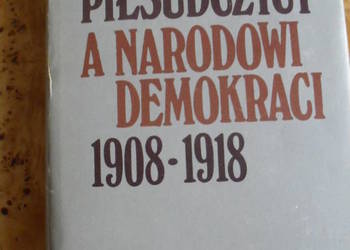 PIŁSUDCZYCY
A NARODOWI
DEMOKRACI
1908-1918